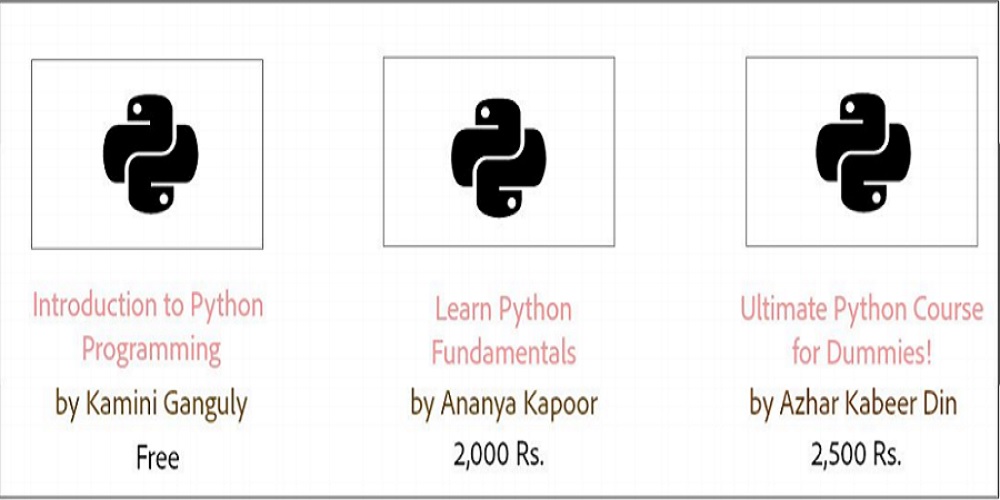 Introduction to Python
Programming
by Kamini Ganguly
Free
Learn Python
Fundamentals
by Ananya Kapoor
2,000 Rs.
Ultimate Python Course
for Dummies!
by Azhar Kabeer Din
2,500 Rs.